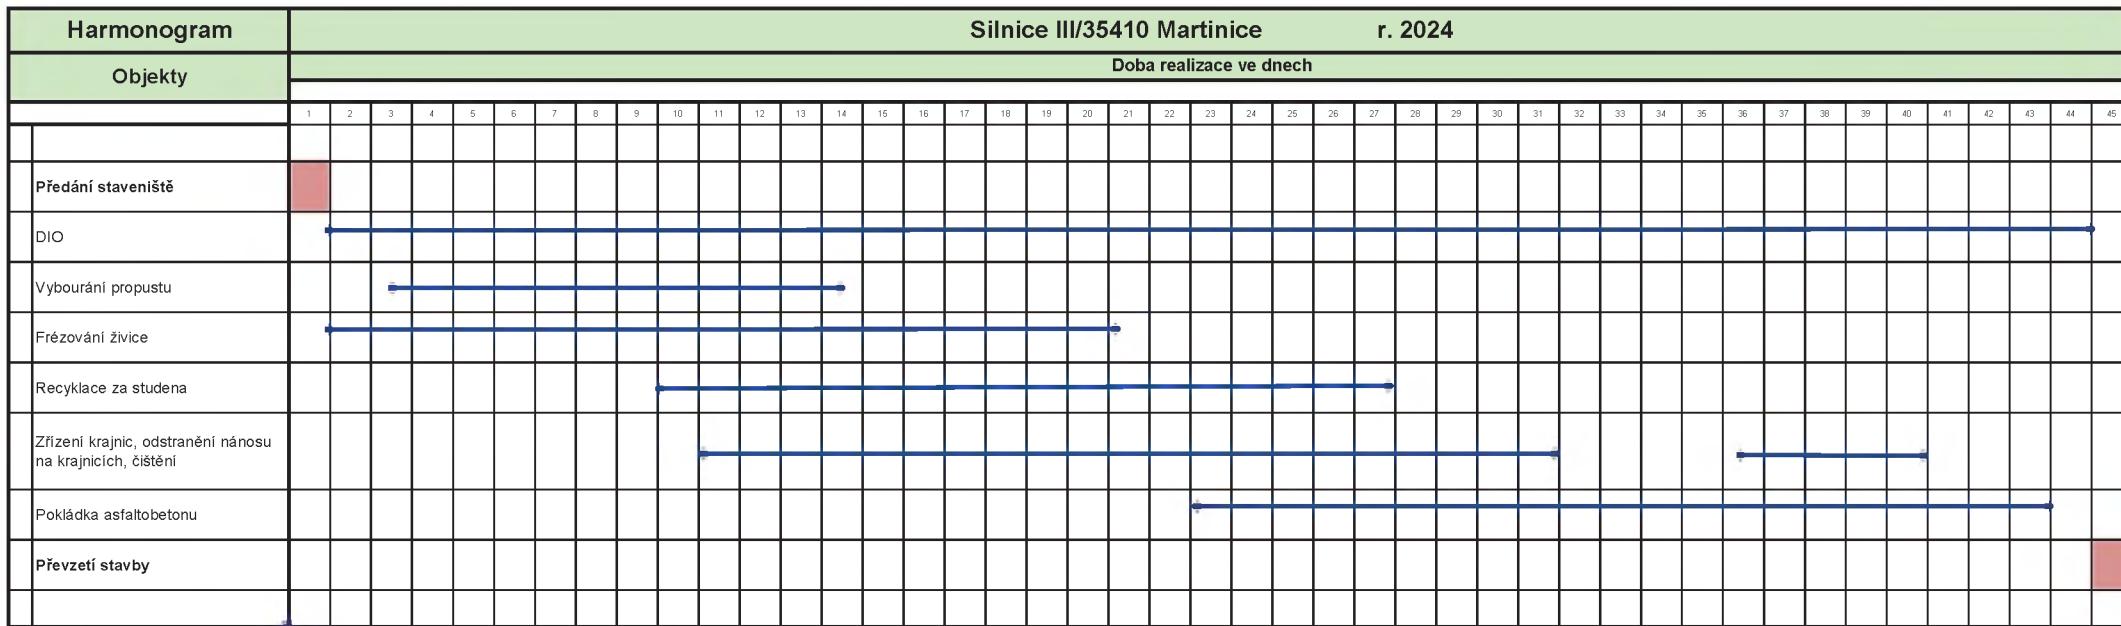 Harmonogram
Silnice III/35410 Martinice r. 2024
Objekty
Doba realizace ve dnech
1 2 3 4 5 6 7 8 9 10 11 12 13 14 15 16 17 18 19 20 21 22 23 24 25 26 27 28 29 30 31 32 33 34 35 36 37 38 39 40 41 42 43 44 45
Předání staveniště
DIO
Vybourání propustu
Frézování živice
Recyklace za studena
Zřízení krajnic, odstranění nánosu
na krajnicích, čištění
Pokládka asfaltobetonu
Převzetí stavby